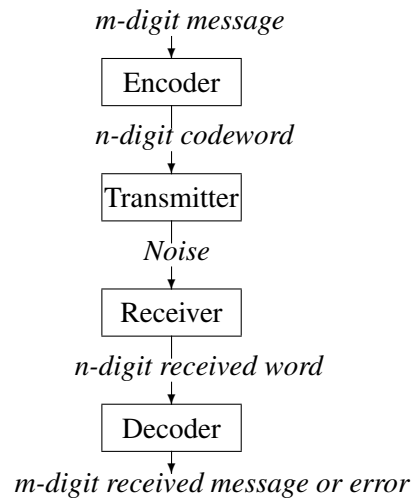 m-digit message
Encoder
n-digit codeword
Transmitter
Noise
Receiver
n-digit received word
Decoder
m-digit received message or error